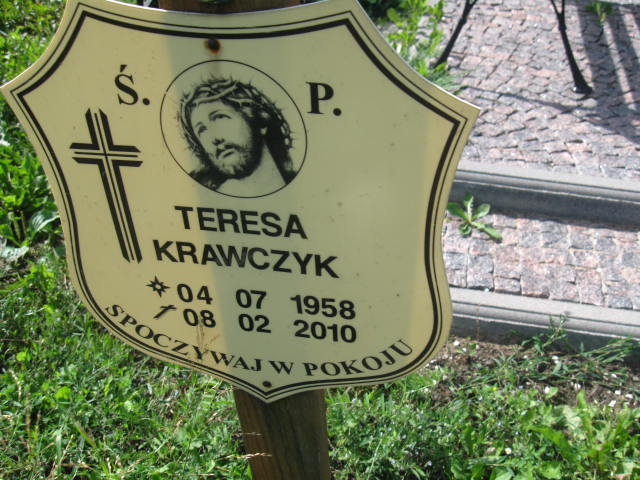 Ś. P.
TERESA
KRAWCZYK
04 07 1958
08 02 2010
SPOCZYWAJ W POKOJU